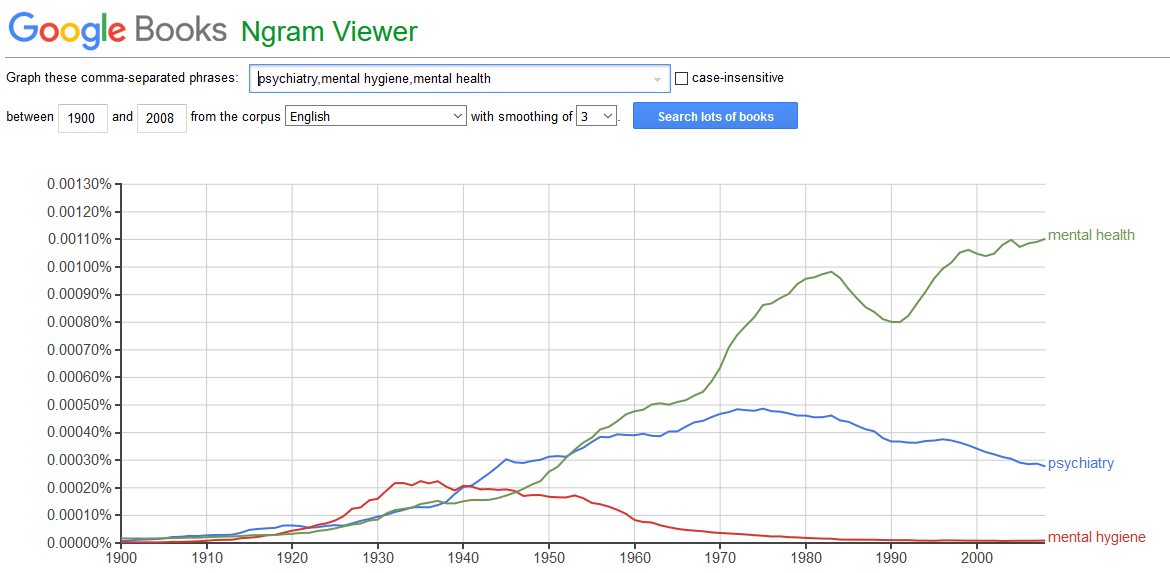 Google Books Ngram Viewer
Graph these comma-separated phrases: psychiatry,mental hygiene,mental health case-insensitive
between 1900 and 2008 from the corpus English with smoothing of 3 . Search lots of books
0.00130%
0.00120%
0.00110%
mental health
0.00100%
0.00090%
0.00080%
0.00070%
0.00060%
0.00050%
0.00040%
0.00030%
psychiatry
0.00020%
0.00010%
0.00000%
mental hygiene
1900 1910 1920 1930 1940 1950 1960 1970 1980 1990 2000